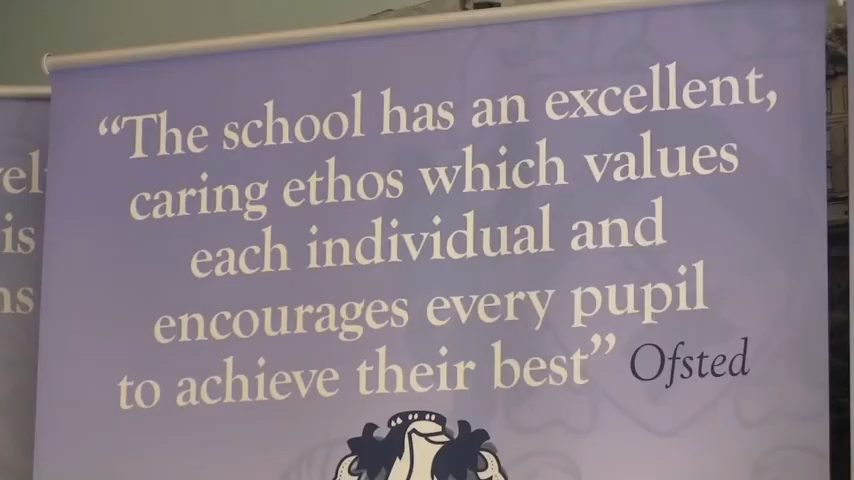 “The school has an excellent,
caring ethos which values
each individual and
encourages every pupil
to achieve their best” Ofsted
is